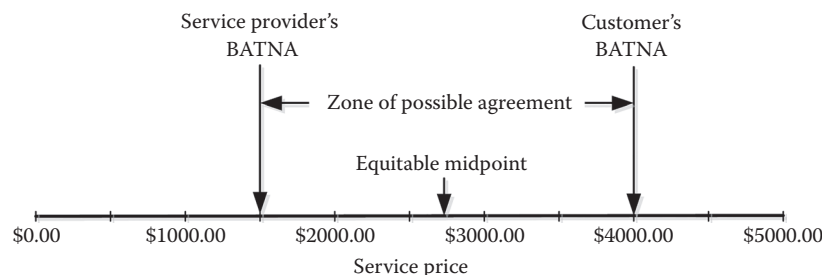 Service provider’s
BATNA
Customer’s
BATNA
Zone of possible agreement
Equitable midpoint
$0.00 $1000.00 $2000.00 $3000.00 $4000.00 $5000.00
Service price